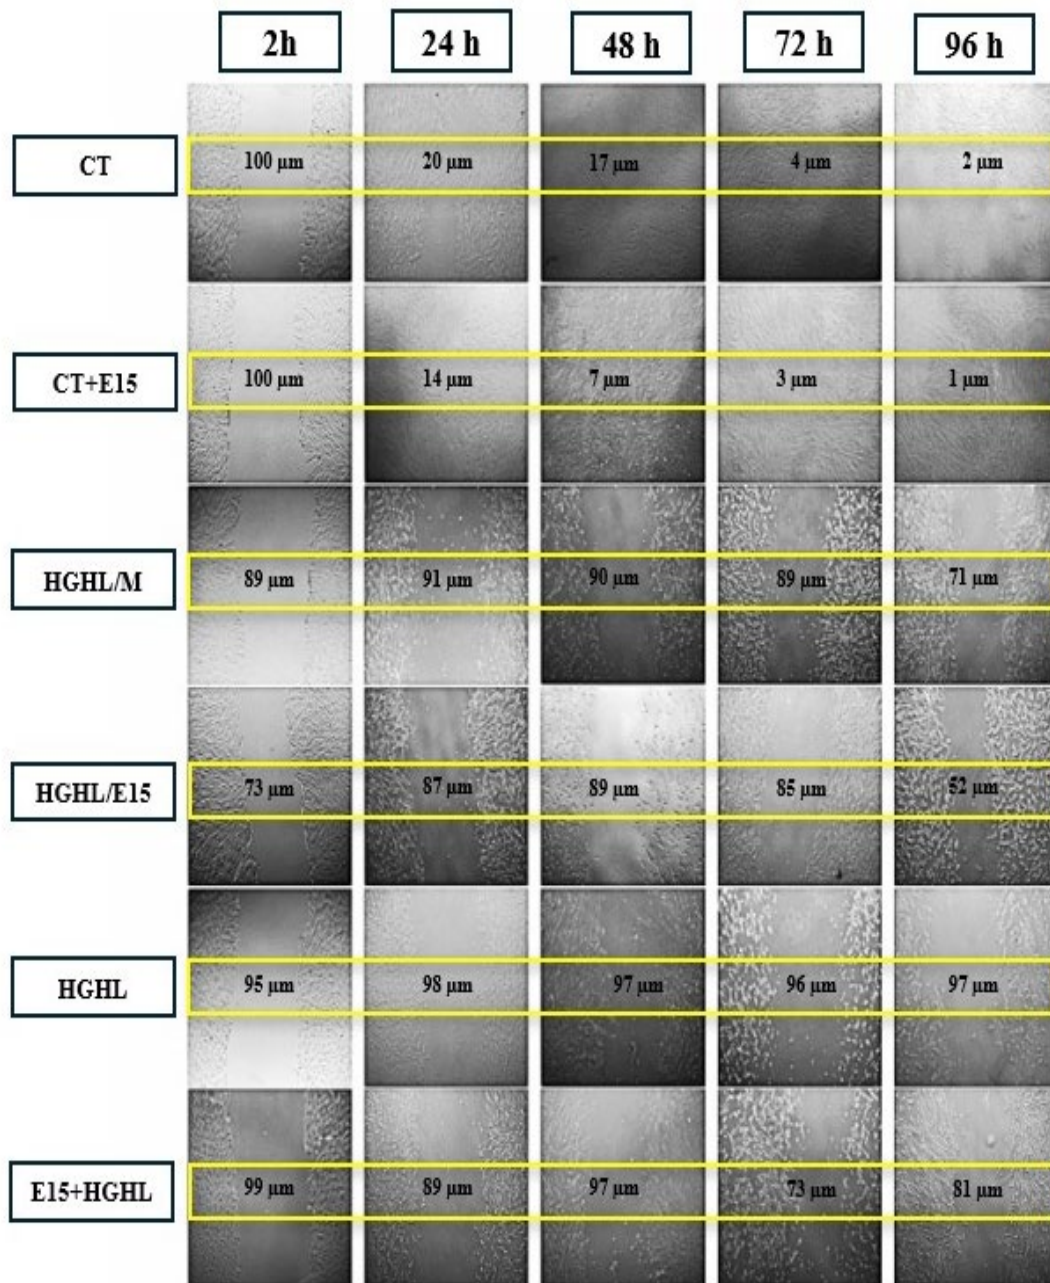 2h 24 h 48 h 72 h 96 h
CT 100 µm 20 µm 17 µm 4 µm 2 µm
CT+E15 100 µm 14 µm 7 µm 3 µm 1 µm
HGHL/M 89 µm 91 µm 90 µm 89 µm 71 µm
HGHL/E15 73 µm 87 µm 89 µm 85 µm 52 µm
HGHL 95 µm 98 µm 97 µm 96 µm 97 µm
E15+HGHL 99 µm 89 µm 97 µm 73 µm 81 µm